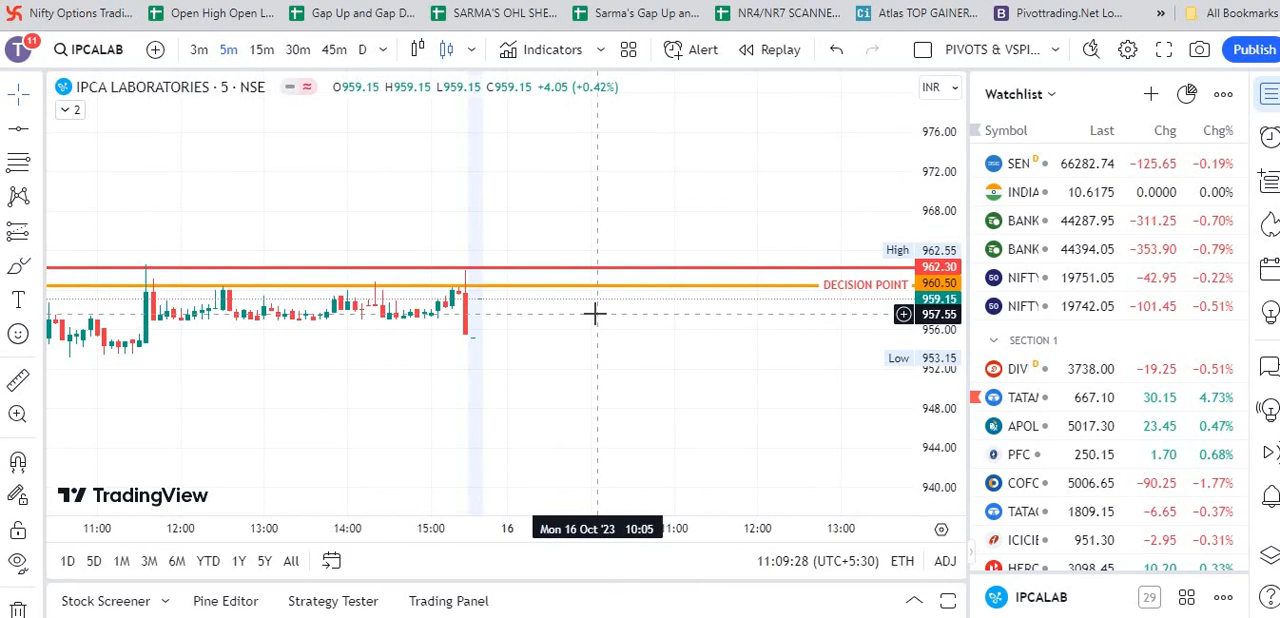 Nifty Options Tradi...
Open High Open L...
Gap Up and Gap D...
SARMA'S OHL SHE...
Sarma's Gap Up an...
NR4/NR7 SCANNE...
Ci Atlas TOP GAINER...
B Pivottrading.Net Lo...
»
All Bookmarks
T 11 IPCALAB 3m 5m 15m 30m 45m D Indicators Alert Replay PIVOTS & VSPI... Publish
IPCA LABORATORIES · 5 · NSE O959.15 H959.15 L959.15 C959.15 +4.05 (+0.42%) INR
2
976.00
972.00
968.00
High 962.55
962.30
DECISION POINT 960.50
959.15
957.55
956.00
Low 953.15
952.00
948.00
944.00
940.00
TradingView
11:00 12:00 13:00 14:00 15:00 16 Mon 16 Oct '23 10:05 11:00 12:00 13:00
1D 5D 1M 3M 6M YTD 1Y 5Y All 11:09:28 (UTC+5:30) ETH ADJ
Stock Screener Pine Editor Strategy Tester Trading Panel
Watchlist
Symbol Last Chg Chg%
SEN D 66282.74 −125.65 −0.19%
INDIA 10.6175 0.0000 0.00%
BANK 44287.95 −311.25 −0.70%
BANK 44394.05 −353.90 −0.79%
50 NIFTY 19751.05 −42.95 −0.22%
50 NIFTY 19742.05 −101.45 −0.51%
SECTION 1
DIV D 3738.00 −19.25 −0.51%
TATA 667.10 30.15 4.73%
APOL 5017.30 23.45 0.47%
PFC 250.15 1.70 0.68%
COFC 5006.65 −90.25 −1.77%
TATA 1809.15 −6.65 −0.37%
ICICI 951.30 −2.95 −0.31%
HERC 3098.45 10.20 0.33%
IPCALAB 29